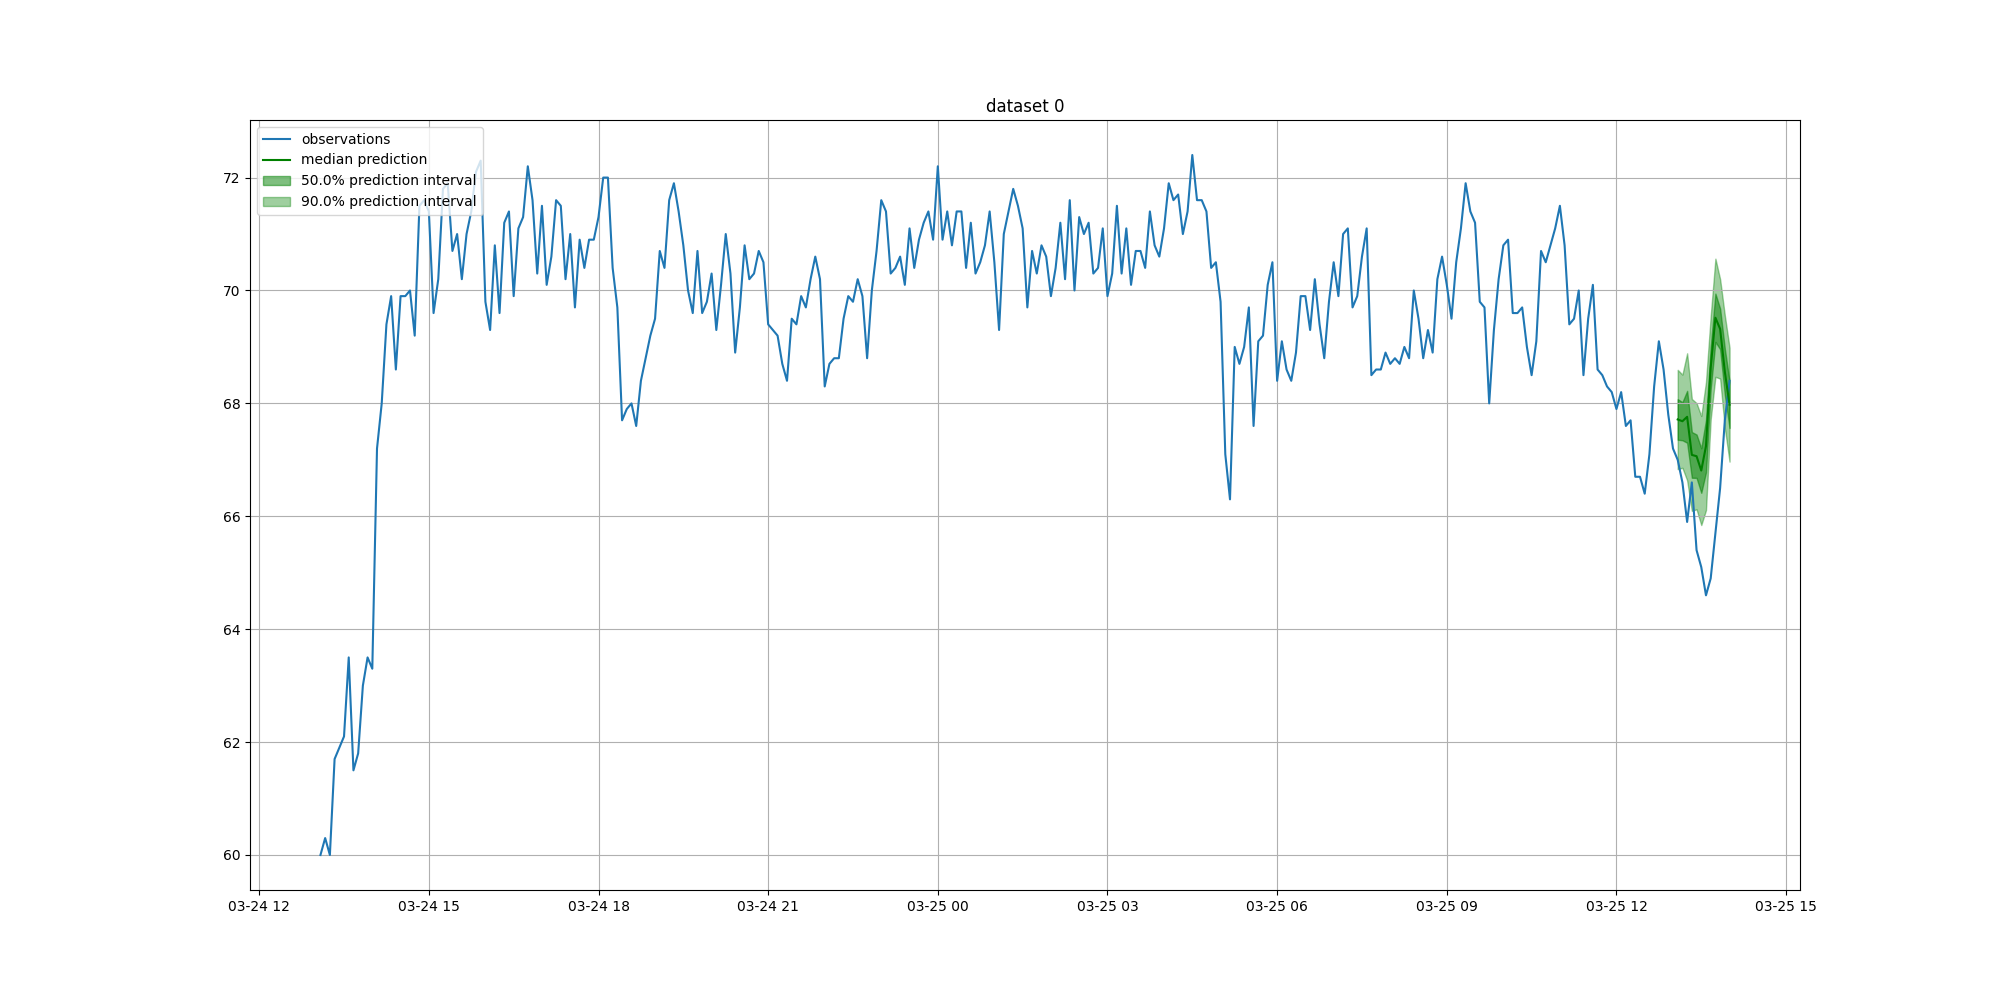 dataset 0
observations
median prediction
50.0% prediction interval
90.0% prediction interval
72
70
68
66
64
62
60
03-24 12 03-24 15 03-24 18 03-24 21 03-25 00 03-25 03 03-25 06 03-25 09 03-25 12 03-25 15